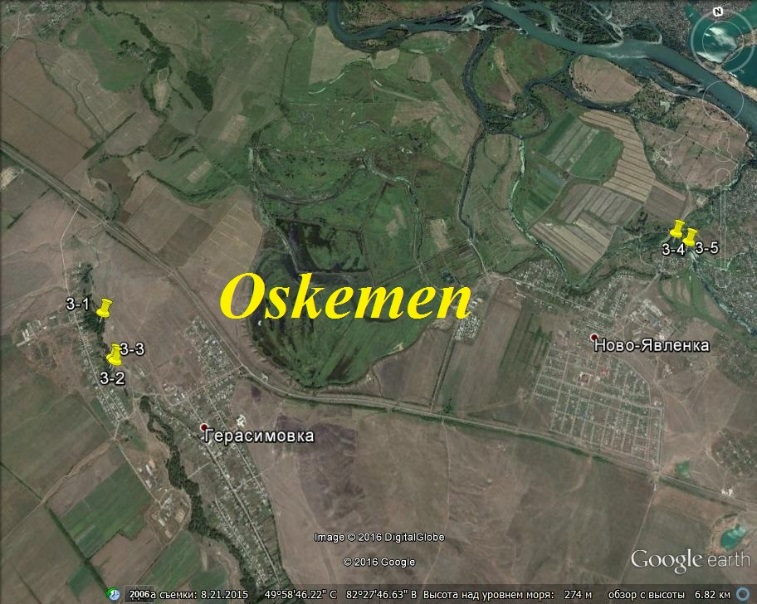 N
3-4
3-5
Oskemen
3-1
3-3
Ново-Явленка
3-2
Герасимовка
Image © 2016 DigitalGlobe
© 2016 Google
Google earth
2006
съемки: 8.21.2015 49°58'46.22" С 82°27'46.63" В Высота над уровнем моря: 274 m обзор с высоты 6.82 км